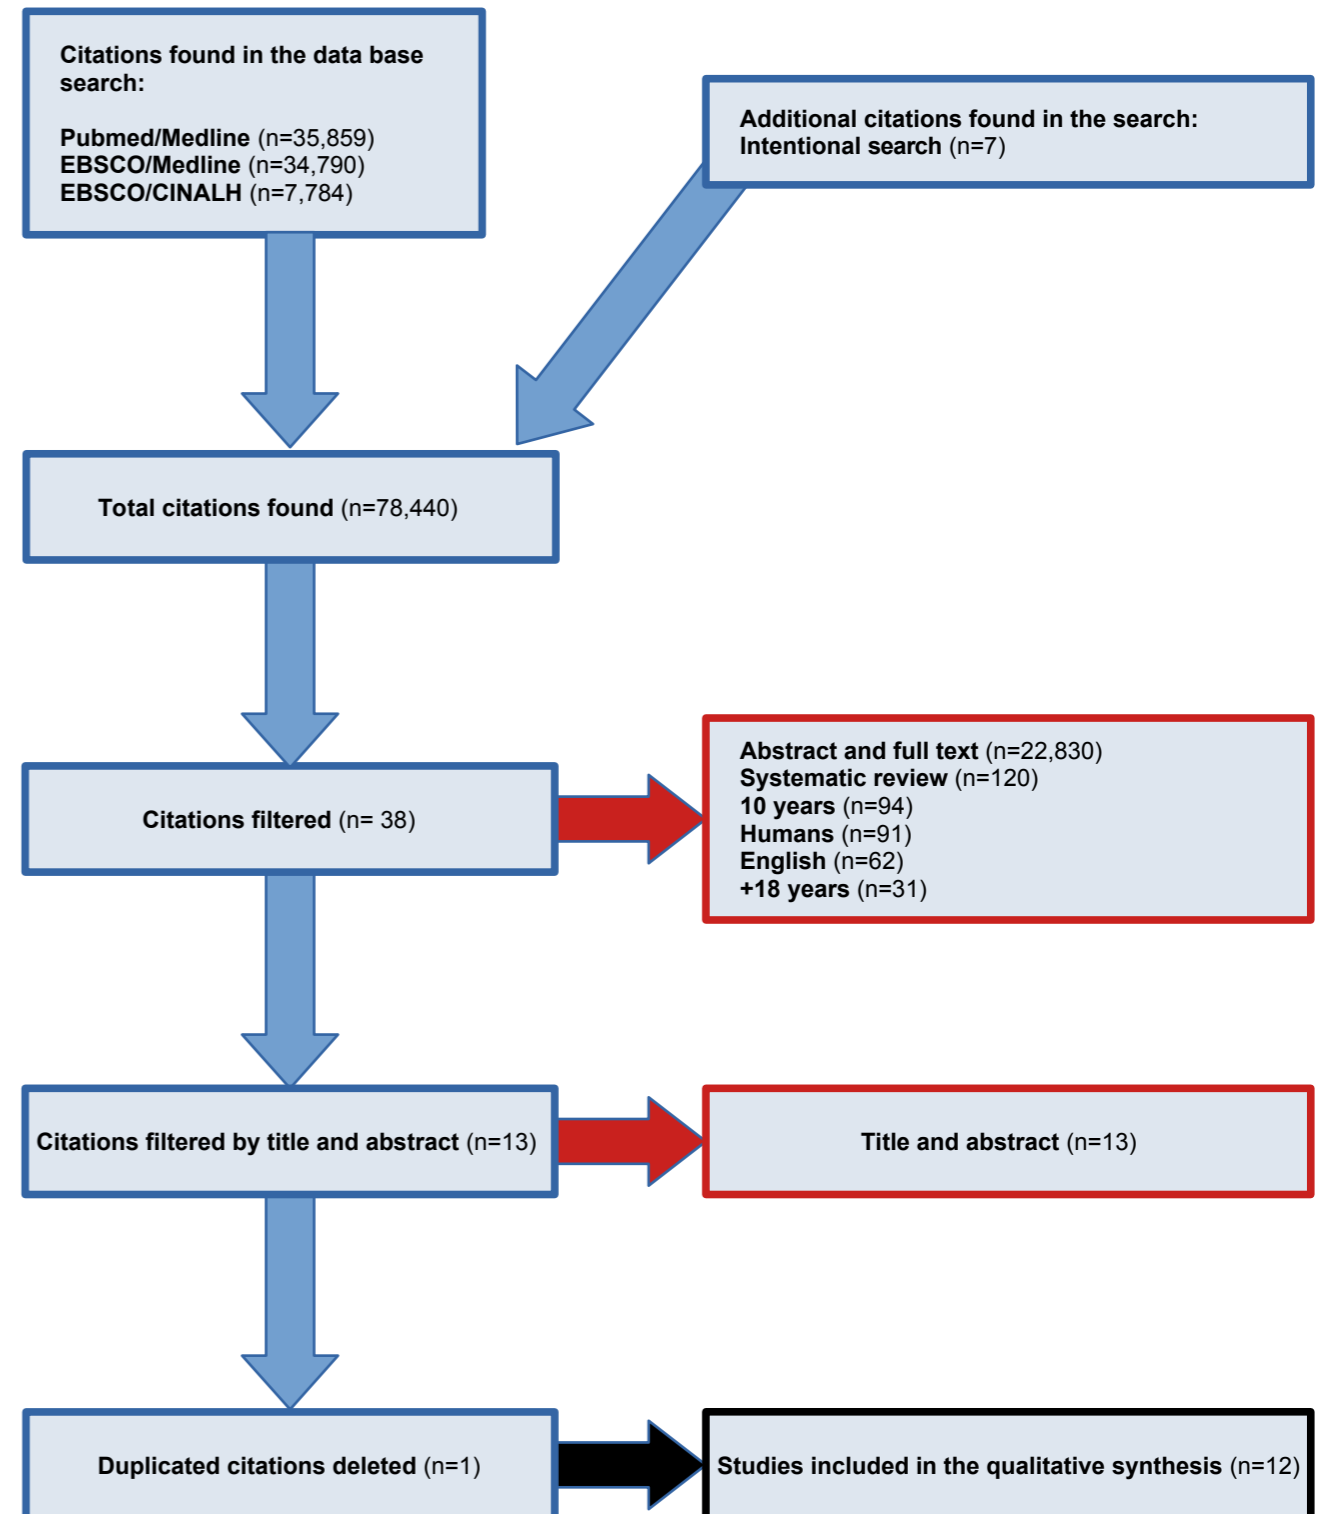 Citations found in the data base
search:
Pubmed/Medline (n=35,859)
EBSCO/Medline (n=34,790)
EBSCO/CINALH (n=7,784)
Additional citations found in the search:
Intentional search (n=7)
Total citations found (n=78,440)
Citations filtered (n= 38)
Abstract and full text (n=22,830)
Systematic review (n=120)
10 years (n=94)
Humans (n=91)
English (n=62)
+18 years (n=31)
Citations filtered by title and abstract (n=13)
Title and abstract (n=13)
Duplicated citations deleted (n=1)
Studies included in the qualitative synthesis (n=12)